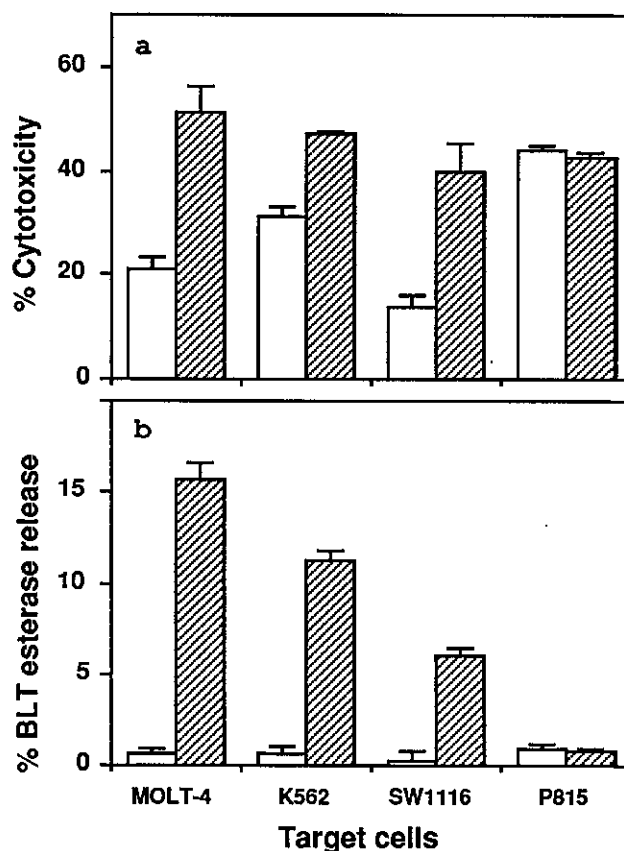 a
% Cytotoxicity
60
40
20
0
b
% BLT esterase release
15
10
5
0
MOLT-4 K562 SW1116 P815
Target cells